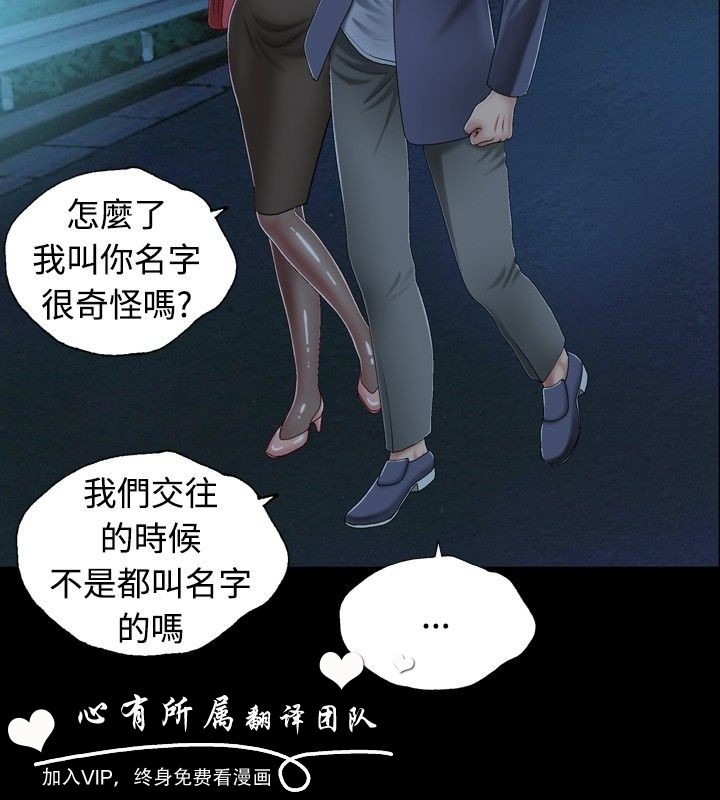 怎麼了
我叫你名字
很奇怪嗎?
我們交往
的時候
不是都叫名字
的嗎
...
心有所属翻译团队
加入VIP，终身免费看漫画